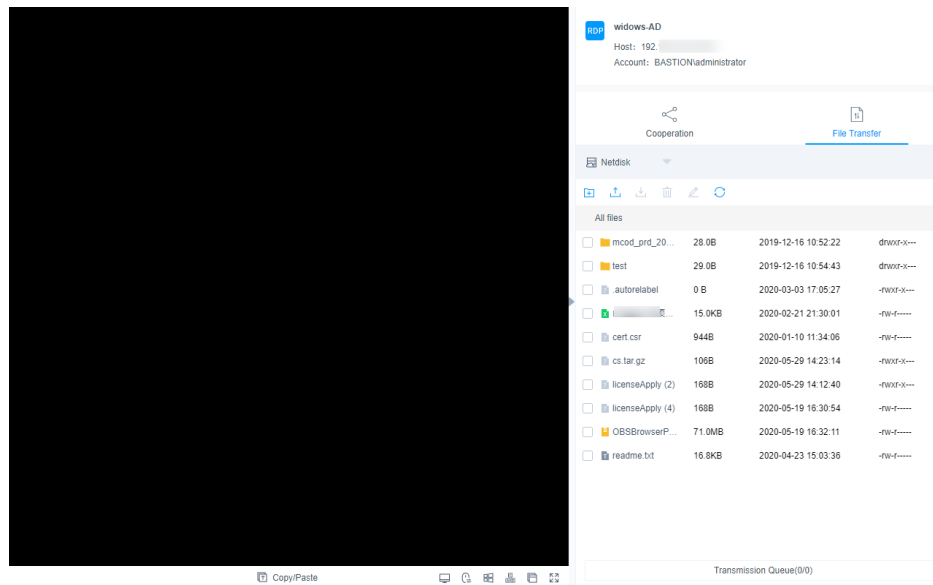 RDP
widows-AD
Host: 192.
Account: BASTION\administrator
Cooperation
File Transfer
Netdisk
All files
mcod_prd_20... 28.0B 2019-12-16 10:52:22 drwxr-x---
test 29.0B 2019-12-16 10:54:43 drwxr-x---
.autorelabel 0 B 2020-03-03 17:05:27 -rwxr-x---
15.0KB 2020-02-21 21:30:01 -rw-r-----
cert.csr 944B 2020-01-10 11:34:06 -rw-r-----
cs.tar.gz 106B 2020-05-29 14:23:14 -rwxr-x---
licenseApply (2) 168B 2020-05-29 14:12:40 -rwxr-x---
licenseApply (4) 168B 2020-05-19 16:30:54 -rw-r-----
OBSBrowserP... 71.0MB 2020-05-19 16:32:11 -rw-r-----
readme.txt 16.8KB 2020-04-23 15:03:36 -rw-r-----
Copy/Paste
Transmission Queue(0/0)